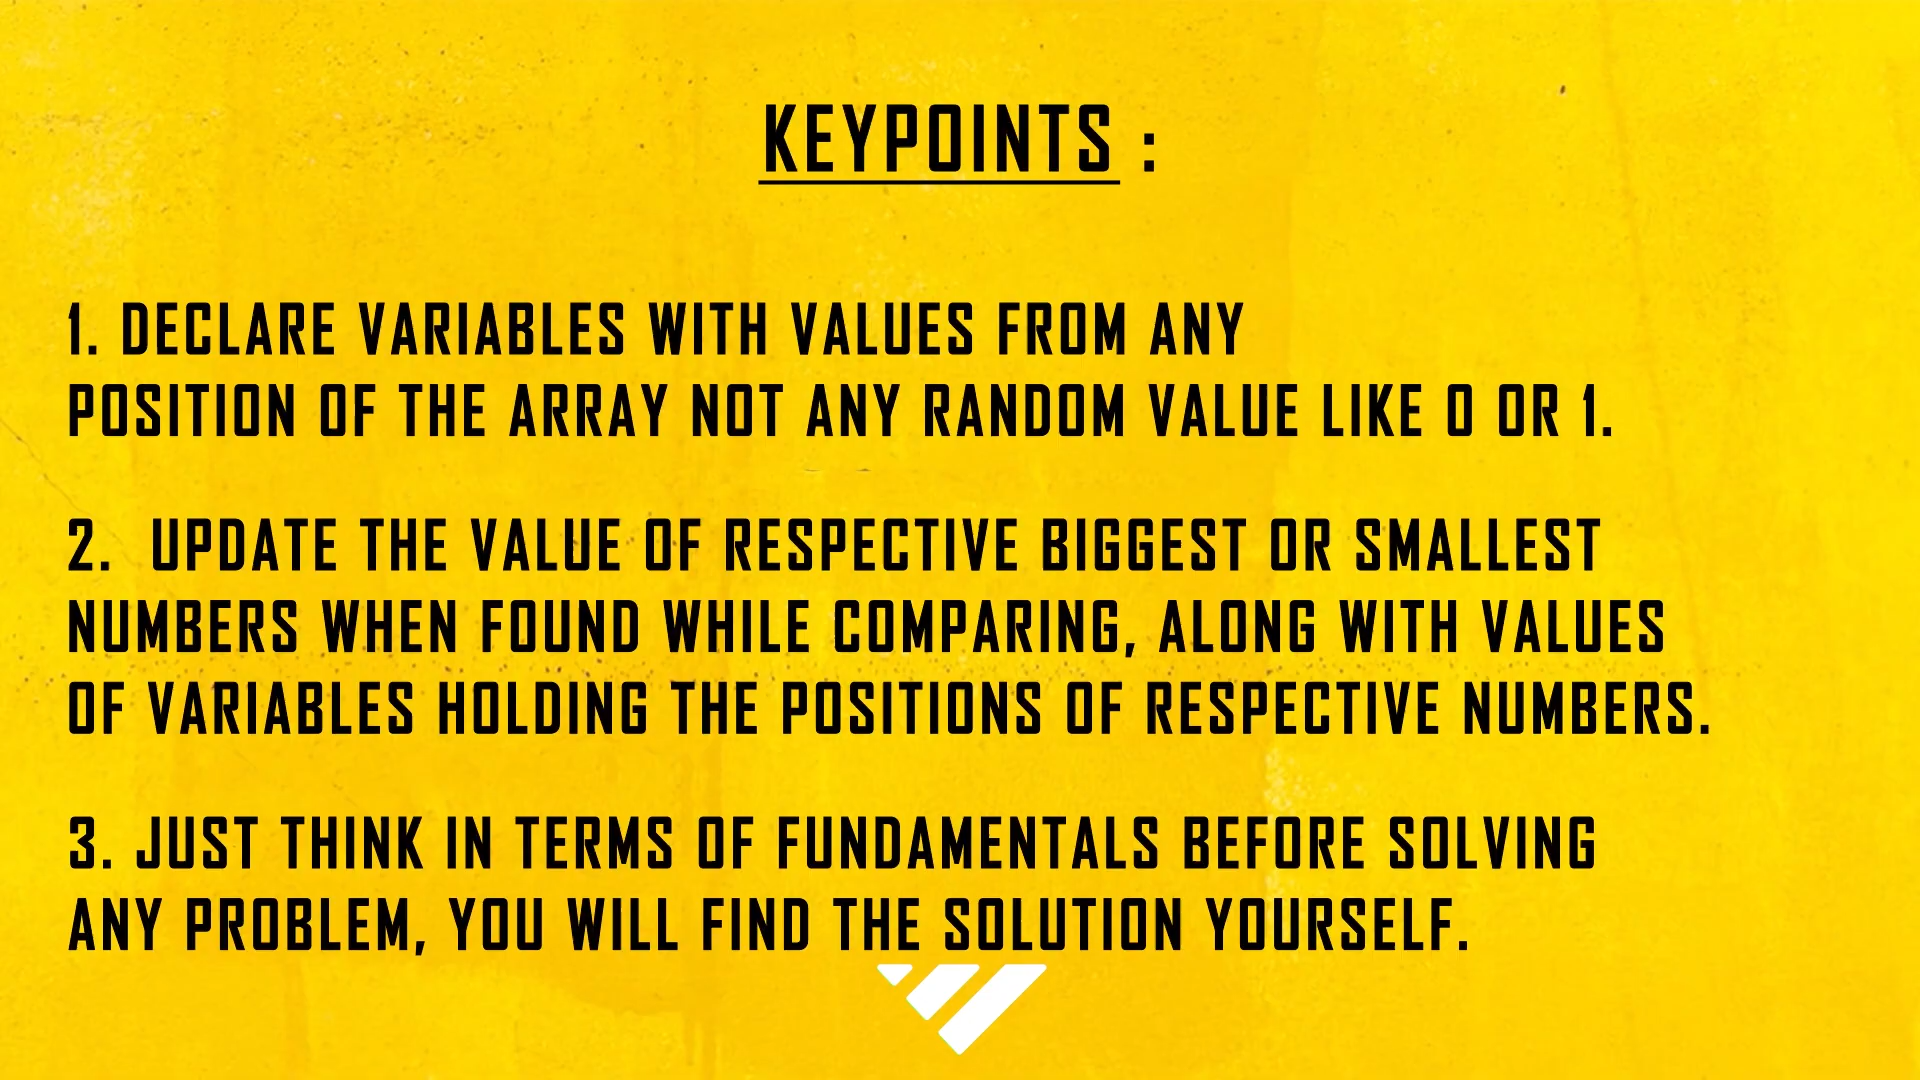 KEYPOINTS :
1. DECLARE VARIABLES WITH VALUES FROM ANY
POSITION OF THE ARRAY NOT ANY RANDOM VALUE LIKE 0 OR 1.
2. UPDATE THE VALUE OF RESPECTIVE BIGGEST OR SMALLEST
NUMBERS WHEN FOUND WHILE COMPARING, ALONG WITH VALUES
OF VARIABLES HOLDING THE POSITIONS OF RESPECTIVE NUMBERS.
3. JUST THINK IN TERMS OF FUNDAMENTALS BEFORE SOLVING
ANY PROBLEM, YOU WILL FIND THE SOLUTION YOURSELF.